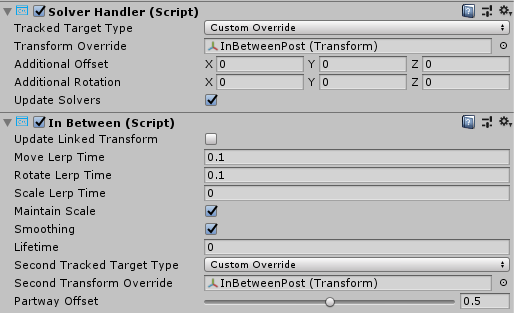 Solver Handler (Script)
Tracked Target Type Custom Override
Transform Override InBetweenPost (Transform)
Additional Offset X 0 Y 0 Z 0
Additional Rotation X 0 Y 0 Z 0
Update Solvers
In Between (Script)
Update Linked Transform
Move Lerp Time 0.1
Rotate Lerp Time 0.1
Scale Lerp Time 0
Maintain Scale
Smoothing
Lifetime 0
Second Tracked Target Type Custom Override
Second Transform Override InBetweenPost (Transform)
Partway Offset 0.5